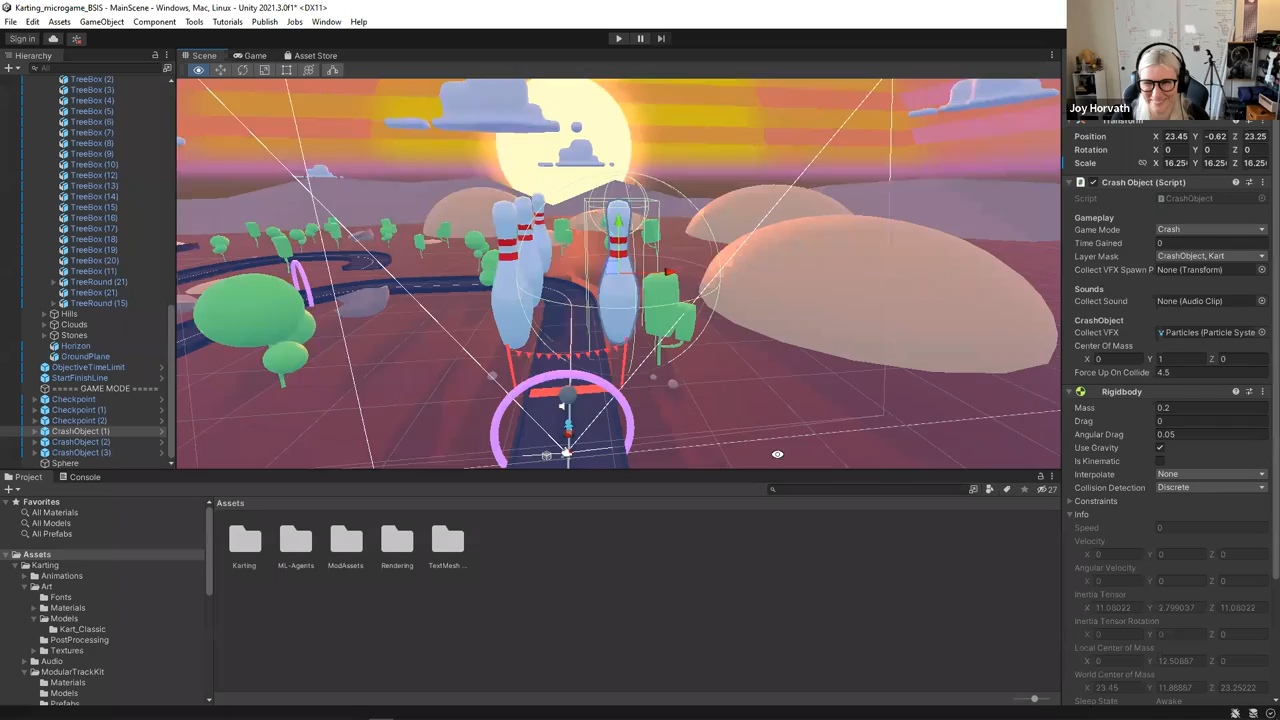 Karting_microgame_BSIS - MainScene - Windows, Mac, Linux - Unity 2021.3.0f1* <DX11>
File Edit Assets GameObject Component Tools Tutorials Publish Jobs Window Help
Sign in
Hierarchy
All
TreeBox (2)
TreeBox (3)
TreeBox (4)
TreeBox (5)
TreeBox (6)
TreeBox (7)
TreeBox (8)
TreeBox (9)
TreeBox (10)
TreeBox (12)
TreeBox (13)
TreeBox (14)
TreeBox (15)
TreeBox (16)
TreeBox (17)
TreeBox (18)
TreeBox (19)
TreeBox (20)
TreeBox (11)
TreeRound (21)
TreeBox (21)
TreeRound (15)
Hills
Clouds
Stones
Horizon
GroundPlane
ObjectiveTimeLimit
StartFinishLine
===== GAME MODE =====
Checkpoint
Checkpoint (1)
Checkpoint (2)
CrashObject (1)
CrashObject (2)
CrashObject (3)
Sphere
Scene Game Asset Store
Joy Horvath
Transform
Position X 23.45 Y -0.62 Z 23.25
Rotation X 0 Y 0 Z 0
Scale X 16.25 Y 16.25 Z 16.25
Crash Object (Script)
Script CrashObject
Gameplay
Game Mode Crash
Time Gained 0
Layer Mask CrashObject, Kart
Collect VFX Spawn P None (Transform)
Sounds
Collect Sound None (Audio Clip)
CrashObject
Collect VFX Particles (Particle Syste
Center Of Mass
X 0 Y 1 Z 0
Force Up On Collide 4.5
Rigidbody
Mass 0.2
Drag 0
Angular Drag 0.05
Use Gravity
Is Kinematic
Interpolate None
Collision Detection Discrete
Constraints
Info
Speed 0
Velocity
X 0 Y 0 Z 0
Angular Velocity
X 0 Y 0 Z 0
Inertia Tensor
X 11.08022 Y 2.799037 X 11.08022
Inertia Tensor Rotation
X 0 Y 0 Z 0
Local Center of Mass
X 0 Y 12.50887 Z 0
World Center of Mass
X 23.45 Y 11.88887 Z 23.25222
Sleep State Awake
Project Console
27
Favorites
All Materials
All Models
All Prefabs
Assets
Karting
Animations
Art
Fonts
Materials
Models
Kart_Classic
PostProcessing
Textures
Audio
ModularTrackKit
Materials
Models
Prefabs
Assets
Karting ML-Agents ModAssets Rendering TextMesh ...